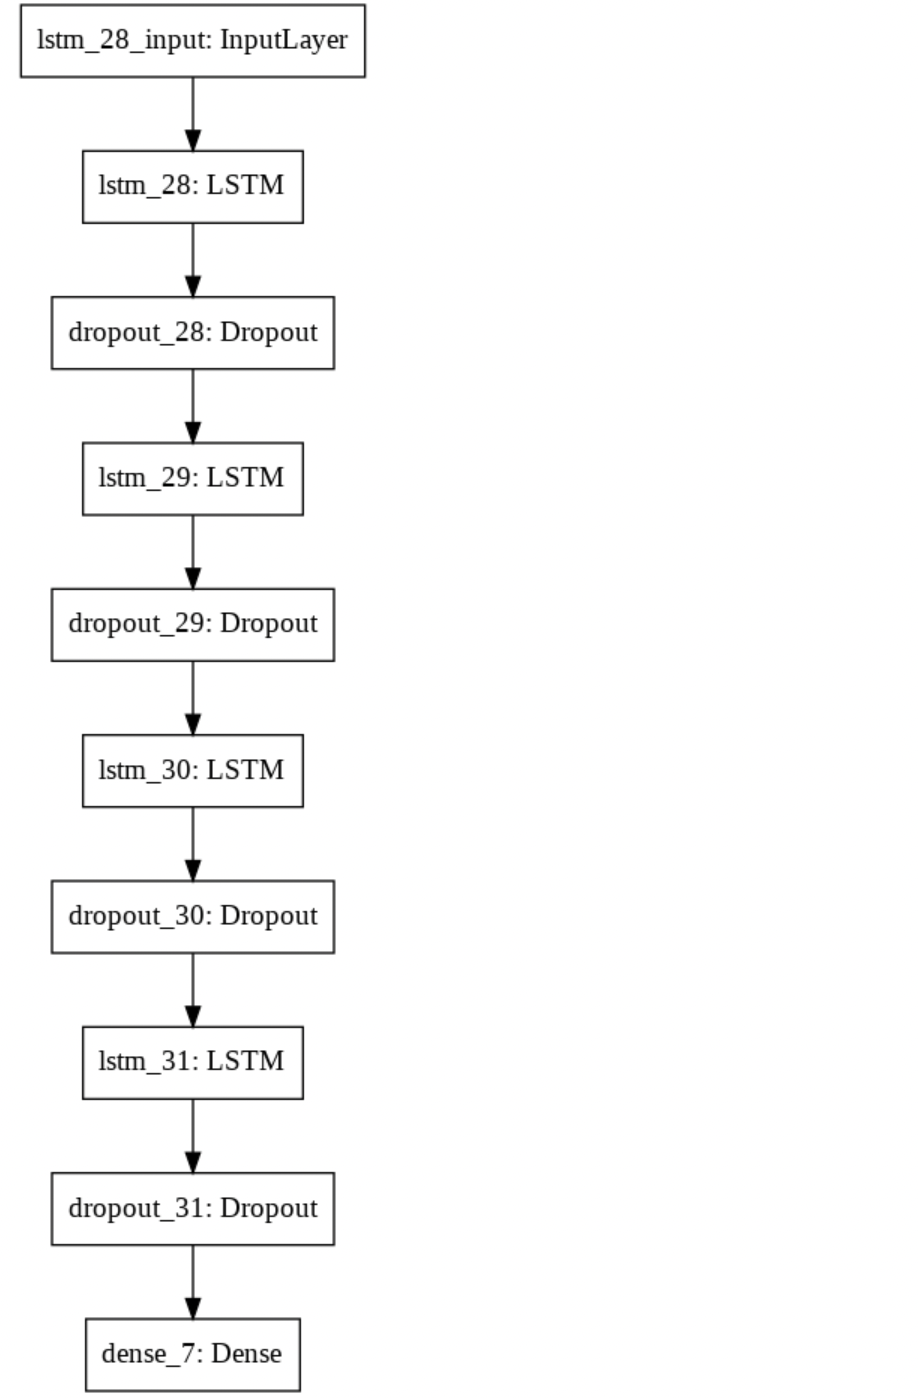 lstm_28_input: InputLayer
lstm_28: LSTM
dropout_28: Dropout
lstm_29: LSTM
dropout_29: Dropout
lstm_30: LSTM
dropout_30: Dropout
lstm_31: LSTM
dropout_31: Dropout
dense_7: Dense